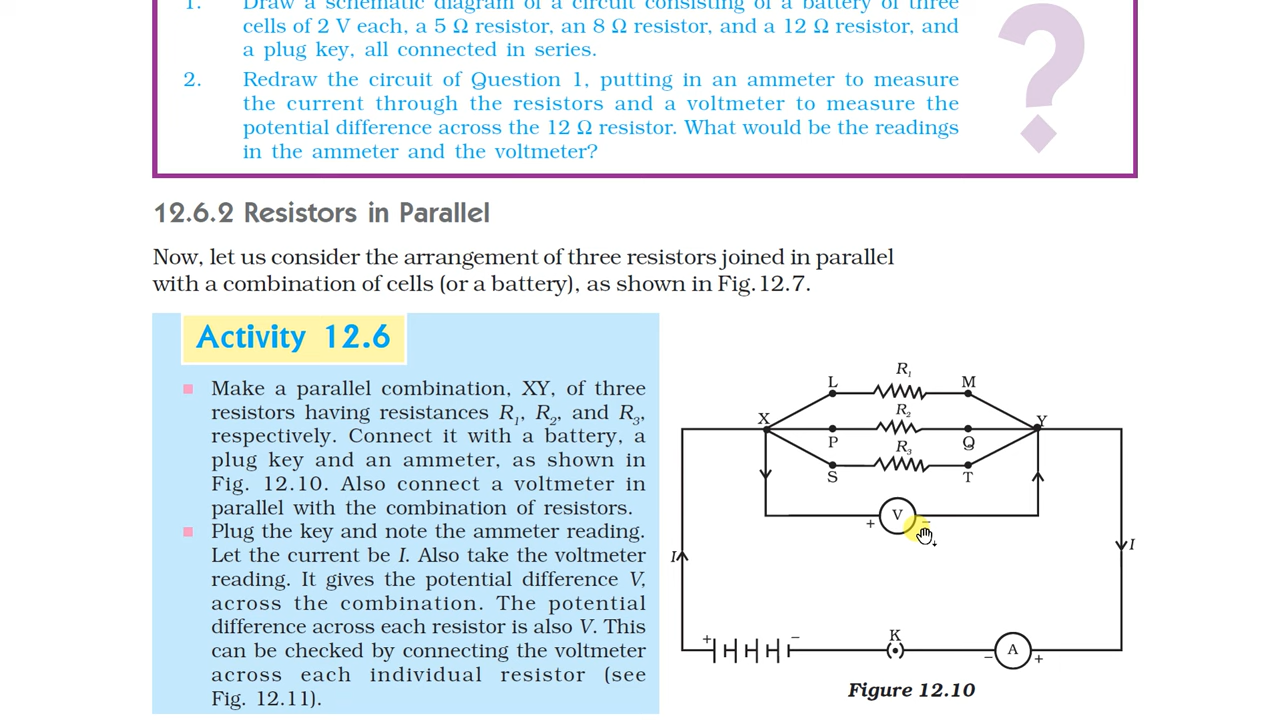 1. Draw a schematic diagram of a circuit consisting of a battery of three
cells of 2 V each, a 5 Ω resistor, an 8 Ω resistor, and a 12 Ω resistor, and
a plug key, all connected in series.
2. Redraw the circuit of Question 1, putting in an ammeter to measure
the current through the resistors and a voltmeter to measure the
potential difference across the 12 Ω resistor. What would be the readings
in the ammeter and the voltmeter?
?
12.6.2 Resistors in Parallel
Now, let us consider the arrangement of three resistors joined in parallel
with a combination of cells (or a battery), as shown in Fig.12.7.
Activity 12.6
Make a parallel combination, XY, of three
resistors having resistances R₁, R₂, and R₃,
respectively. Connect it with a battery, a
plug key and an ammeter, as shown in
Fig. 12.10. Also connect a voltmeter in
parallel with the combination of resistors.
Plug the key and note the ammeter reading.
Let the current be I. Also take the voltmeter
reading. It gives the potential difference V,
across the combination. The potential
difference across each resistor is also V. This
can be checked by connecting the voltmeter
across each individual resistor (see
Fig. 12.11).
R₁
L M
R₂
X Y
P Q
R₃
S T
+ V −
I I
K
+ − − A +
Figure 12.10